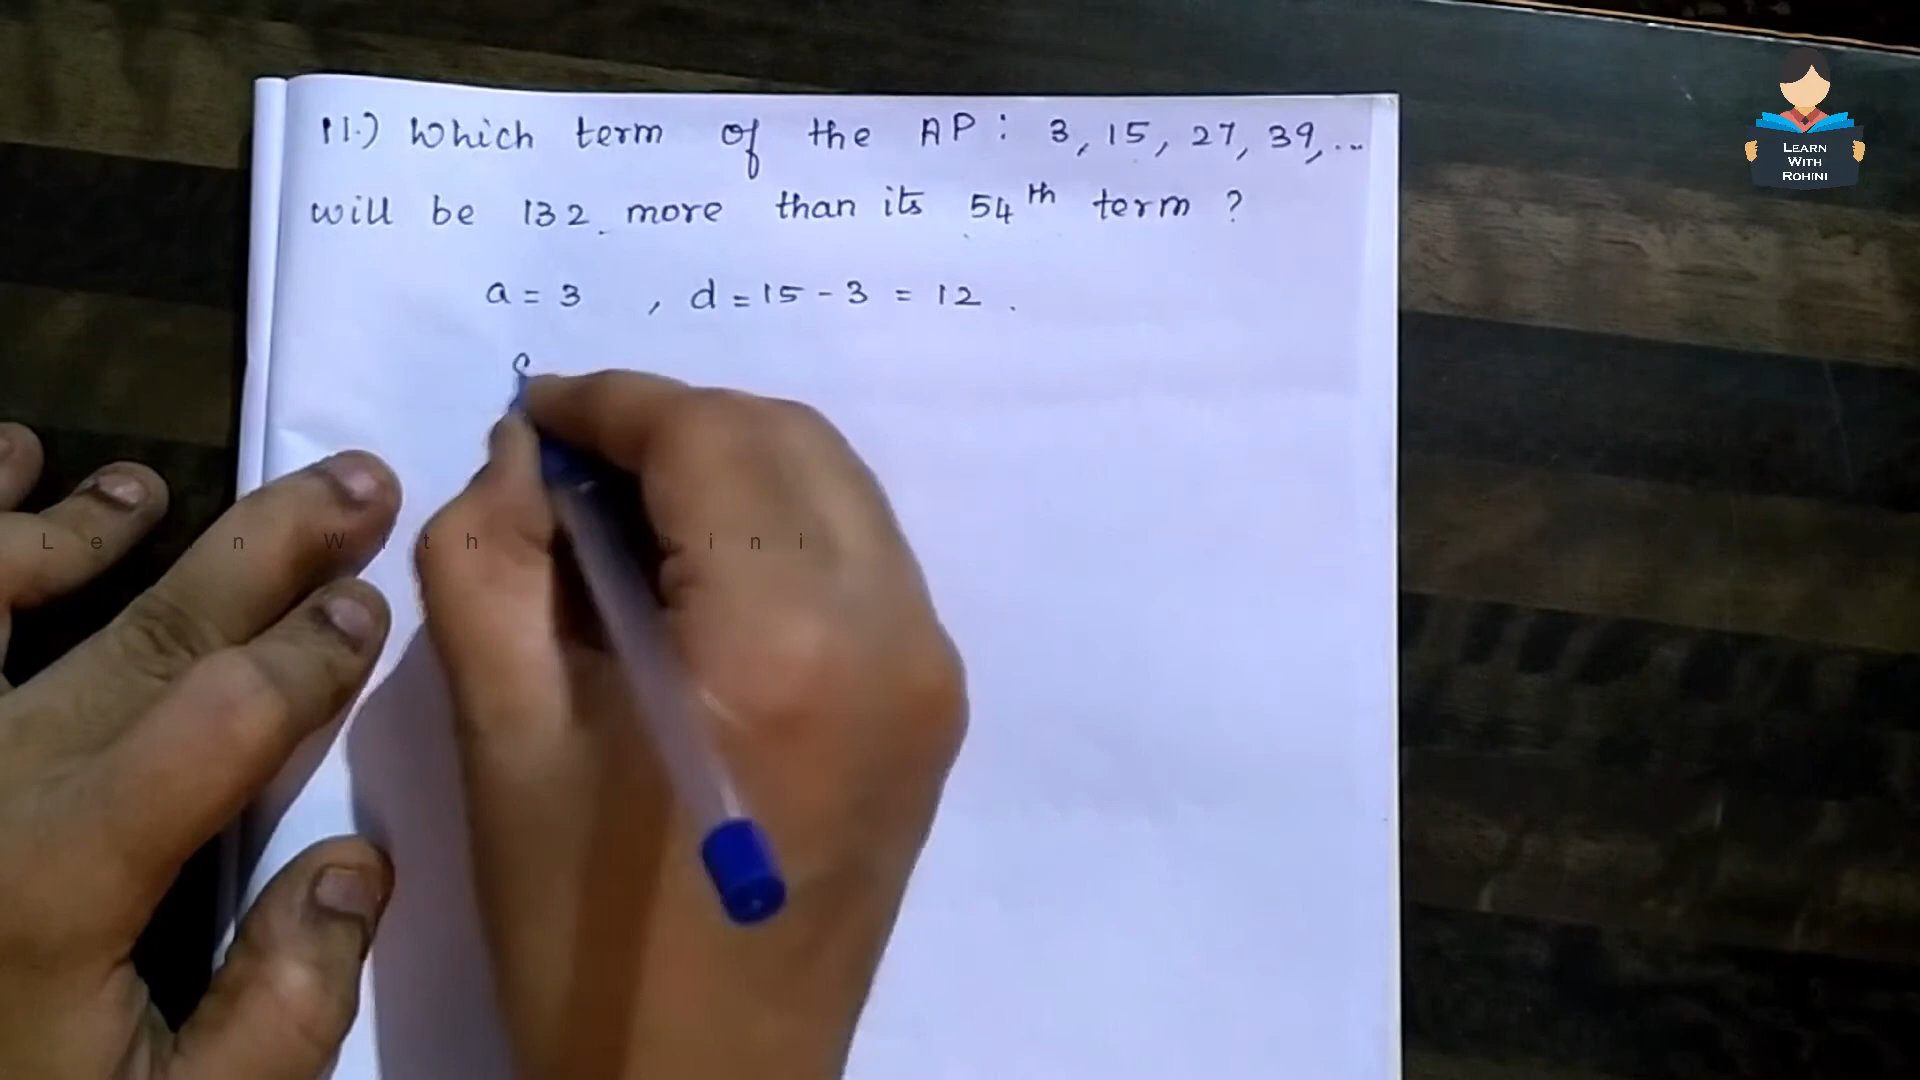 11.) Which term of the AP : 3, 15, 27, 39, ...
will be 132 more than its 54th term ?
a = 3 , d = 15 - 3 = 12 .
LEARN
WITH
ROHINI